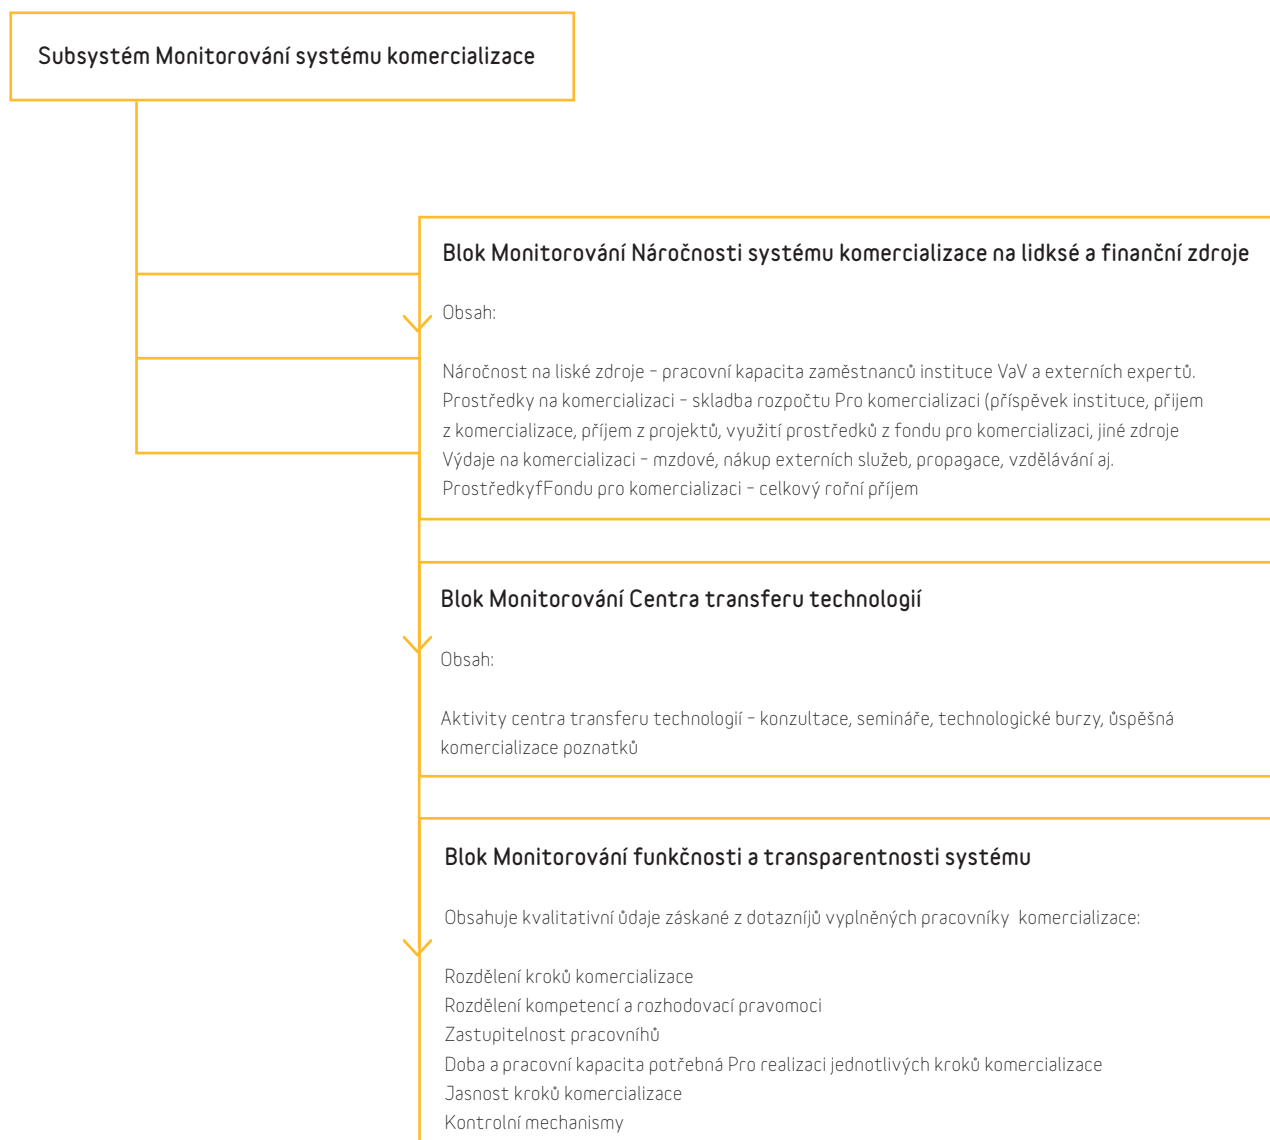 Subsystém Monitorování systému komercializace
Blok Monitorování Náročnosti systému komercializace na lidksé a finanční zdroje
Obsah:
Náročnost na liské zdroje – pracovní kapacita zaměstnanců instituce VaV a externích expertů.
Prostředky na komercializaci – skladba rozpočtu Pro komercializaci (příspěvek instituce, přijem
z komercializace, příjem z projektů, využití prostředků z fondu pro komercializaci, jiné zdroje
Výdaje na komercializaci – mzdové, nákup externích služeb, propagace, vzdělávání aj.
ProstředkyfFondu pro komercializaci – celkový rořní příjem
Blok Monitorování Centra transferu technologií
Obsah:
Aktivity centra transferu technologií – konzultace, semináře, technologické burzy, ůspěšná
komercializace poznatků
Blok Monitorování funkčnosti a transparentnosti systému
Obsahuje kvalitativní ůdaje záskané z dotazníjů vyplněných pracovníky komercializace:
Rozdělení kroků komercializace
Rozdělení kompetencí a rozhodovací pravomoci
Zastupitelnost pracovníhů
Doba a pracovní kapacita potřebná Pro realizaci jednotlivých kroků komercializace
Jasnost kroků komercializace
Kontrolní mechanismy